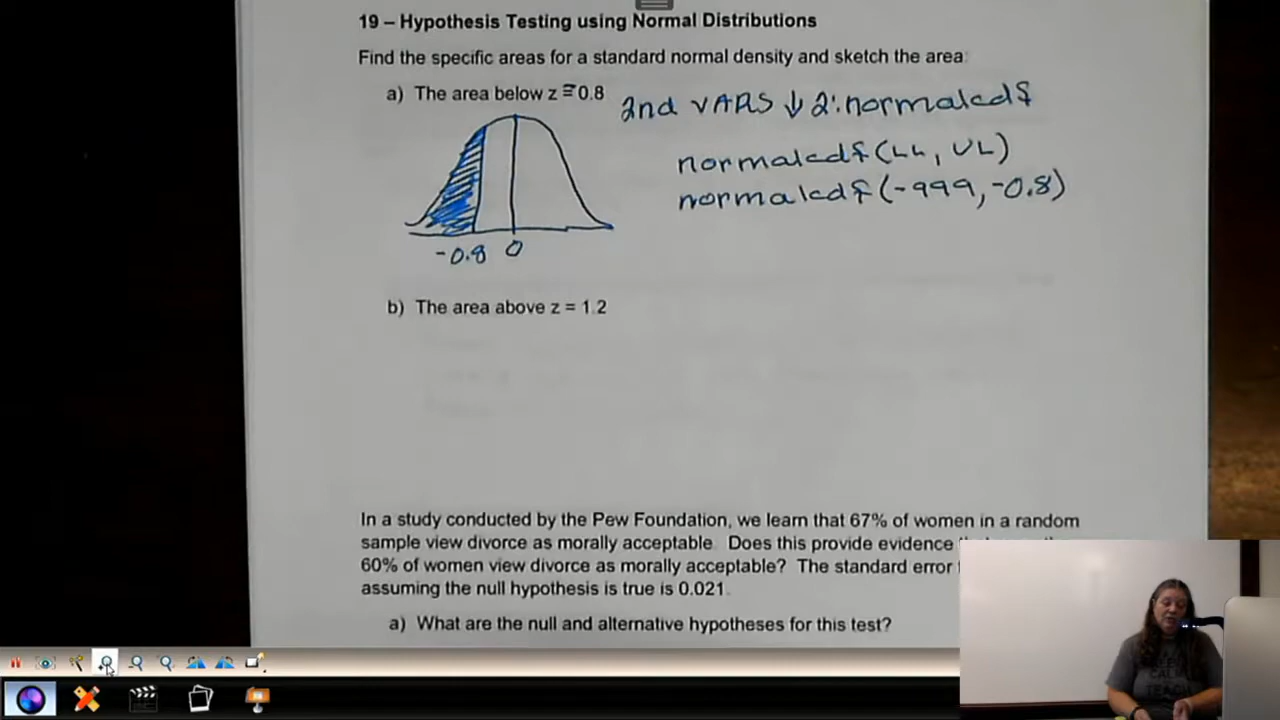 19 – Hypothesis Testing using Normal Distributions
Find the specific areas for a standard normal density and sketch the area:
a) The area below z = -0.8
2nd VARS ↓ 2:normalcdf
normalcdf(LL, UL)
normalcdf(-999, -0.8)
-0.8 0
b) The area above z = 1.2
In a study conducted by the Pew Foundation, we learn that 67% of women in a random
sample view divorce as morally acceptable. Does this provide evidence
60% of women view divorce as morally acceptable? The standard error
assuming the null hypothesis is true is 0.021.
a) What are the null and alternative hypotheses for this test?